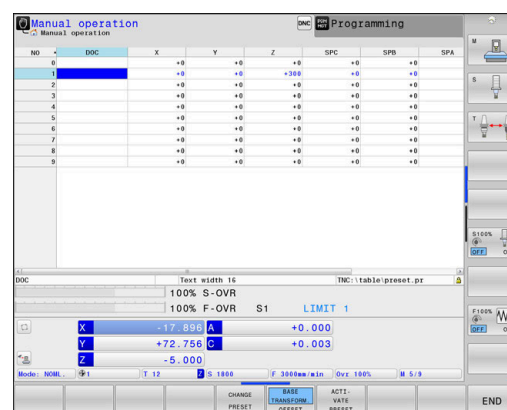 Manual operation
DNC
Programming
Manual operation
NO DOC X Y Z SPC SPB SPA
0 +0 +0 +0 +0 +0
1 +0 +0 +300 +0 +0
2 +0 +0 +0 +0 +0
3 +0 +0 +0 +0 +0
4 +0 +0 +0 +0 +0
5 +0 +0 +0 +0 +0
6 +0 +0 +0 +0 +0
7 +0 +0 +0 +0 +0
8 +0 +0 +0 +0 +0
9 +0 +0 +0 +0 +0
M
S
T
S100%
OFF
F100%
OFF
DOC Text width 16 TNC:\table\preset.pr
100% S-OVR
100% F-OVR S1 LIMIT 1
X -17.896 A +0.000
Y +72.756 C +0.003
Z -5.000
Mode: NOML.. 1 T 12 Z S 1800 F 3000mm/min Ovr 100% M 5/9
CHANGE PRESET
BASE TRANSFORM. OFFSET
ACTI- VATE PRESET
END